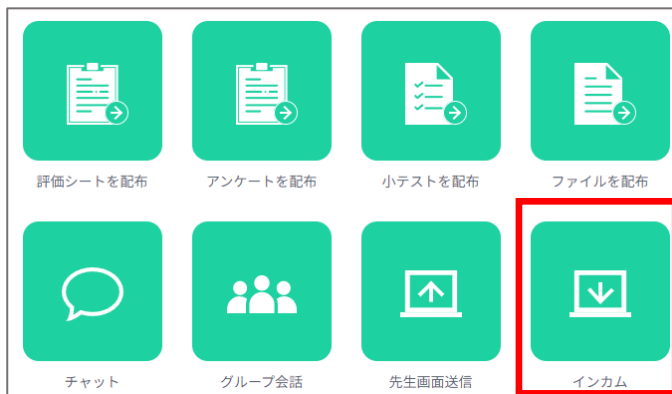 評価シートを配布
アンケートを配布
小テストを配布
ファイルを配布
チャット
グループ会話
先生画面送信
インカム